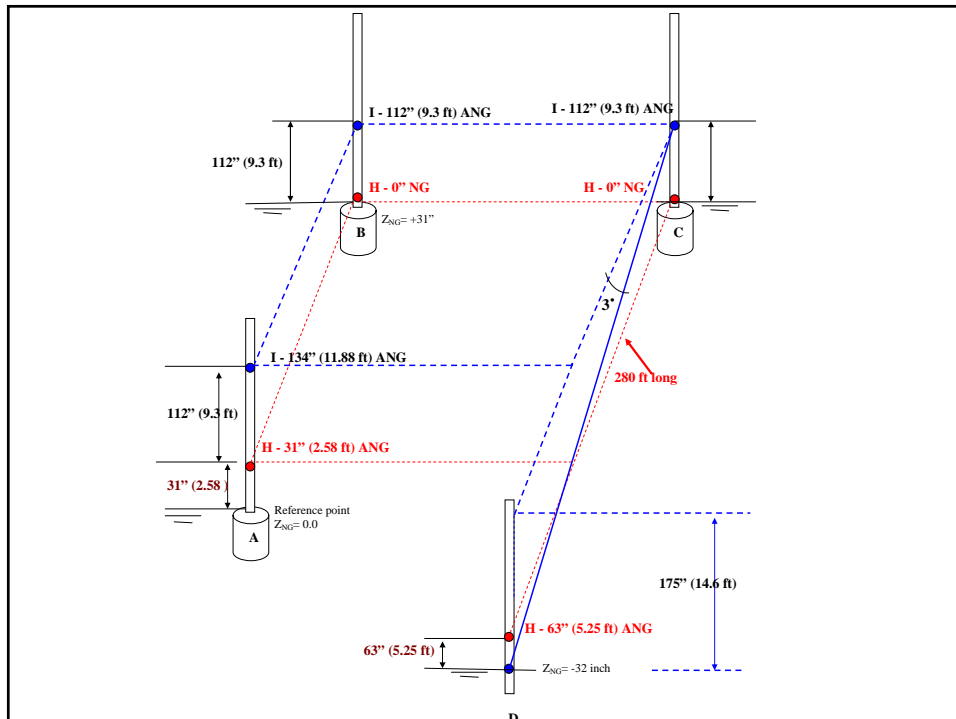 I - 112” (9.3 ft) ANG
I - 112” (9.3 ft) ANG
112” (9.3 ft)
H - 0” NG
H - 0” NG
B
ZNG= +31”
C
3˚
I - 134” (11.88 ft) ANG
280 ft long
112” (9.3 ft)
H - 31” (2.58 ft) ANG
31” (2.58 )
Reference point
ZNG= 0.0
A
175” (14.6 ft)
H - 63” (5.25 ft) ANG
63” (5.25 ft)
ZNG= -32 inch
D